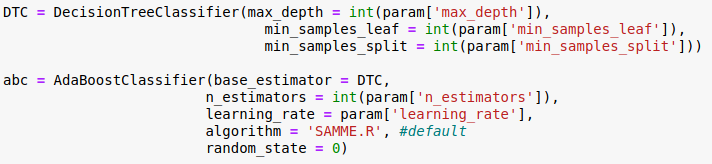 DTC = DecisionTreeClassifier(max_depth = int(param['max_depth']),
                             min_samples_leaf = int(param['min_samples_leaf']),
                             min_samples_split = int(param['min_samples_split']))

abc = AdaBoostClassifier(base_estimator = DTC,
                         n_estimators = int(param['n_estimators']),
                         learning_rate = param['learning_rate'],
                         algorithm = 'SAMME.R', #default
                         random_state = 0)